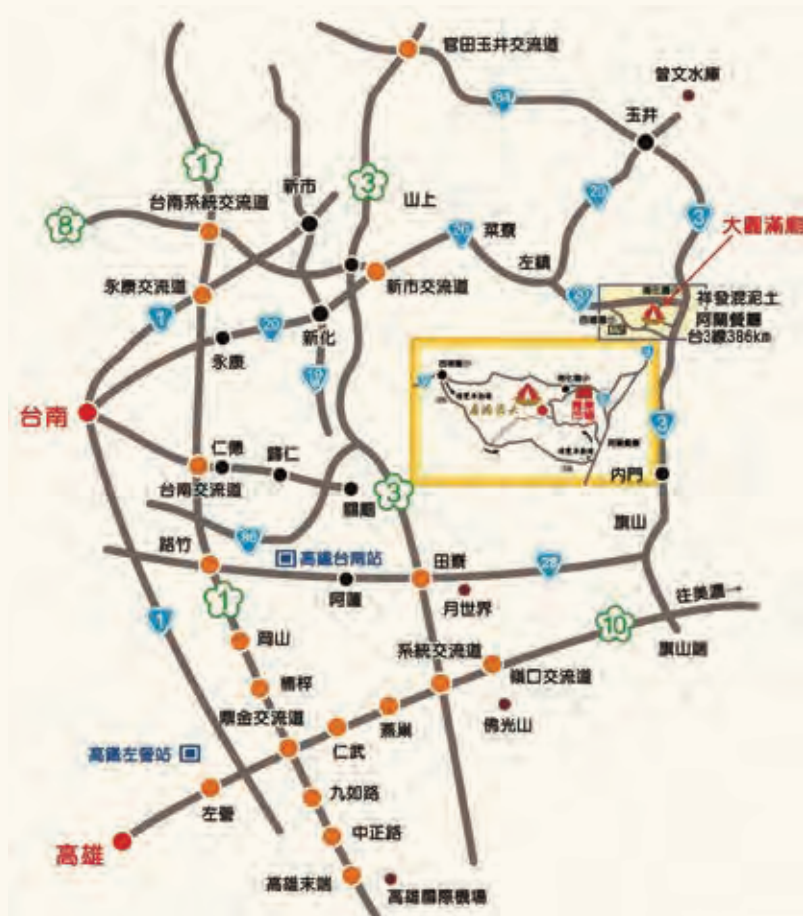 官田玉井交流道
曾文水庫
84
玉井
1
3
新市
山上
20
台南系統交流道
8
20
菜寮
3
大圓滿廟
左鎮
永康交流道
新市交流道
20
祥發混泥土
阿蘭餐廳
台3線386km
1
20
新化
永康
19
台南
3
仁德
歸仁
內門
台南交流道
關廟
3
旗山
86
路竹
高鐵台南站
田寮
28
阿蓮
月世界
往美濃→
1
1
10
岡山
系統交流道
嶺口交流道
旗山端
楠梓
鼎金交流道
燕巢
佛光山
仁武
高鐵左營站
左營
九如路
中正路
高雄
高雄末端
高雄國際機場